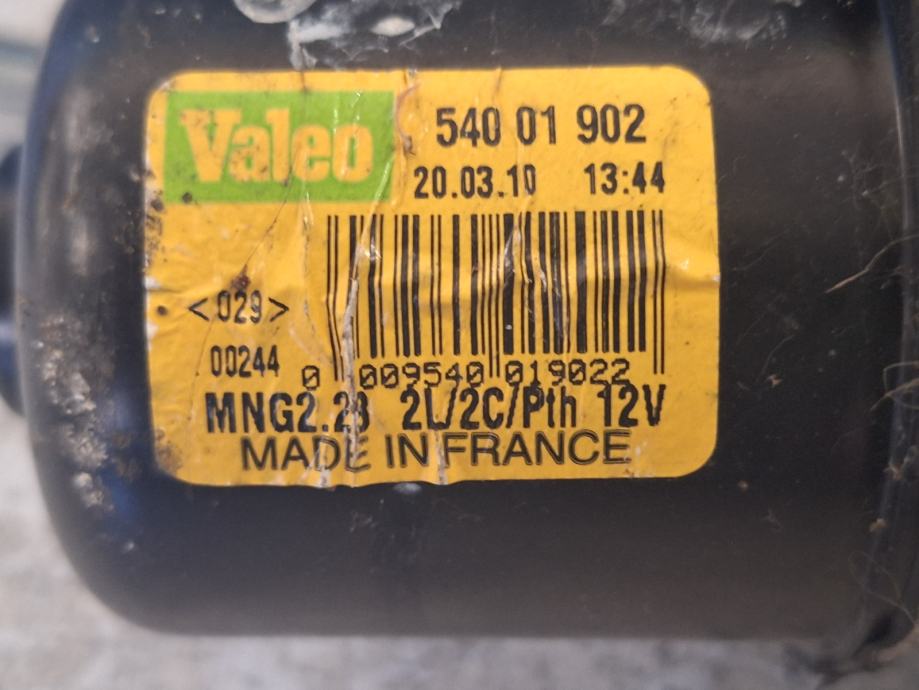 Valeo
540 01 902
20.03.10 13:44
<029>
00244
0 009540 019022
2L/2C/Pth 12V
MADE IN FRANCE